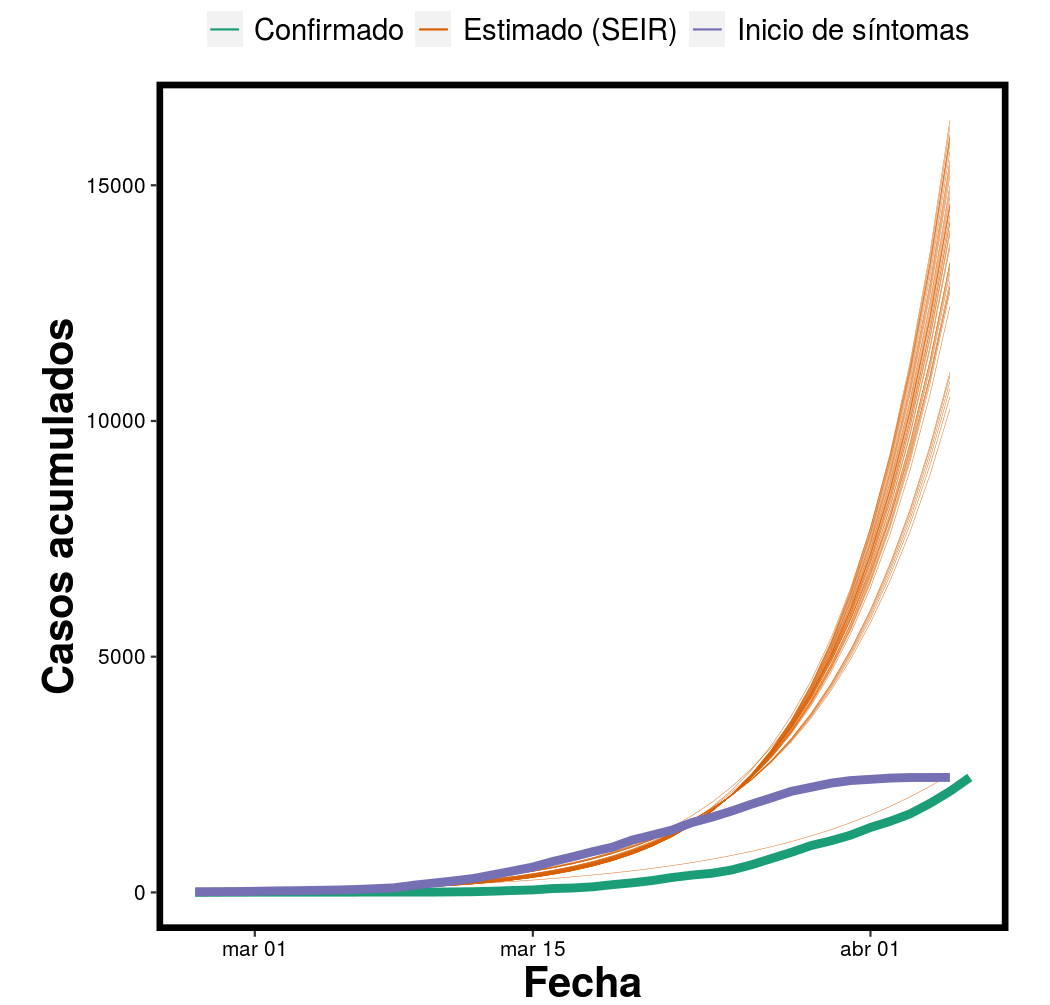 Confirmado Estimado (SEIR) Inicio de síntomas
15000
10000
5000
0
Casos acumulados
mar 01 mar 15 abr 01
Fecha